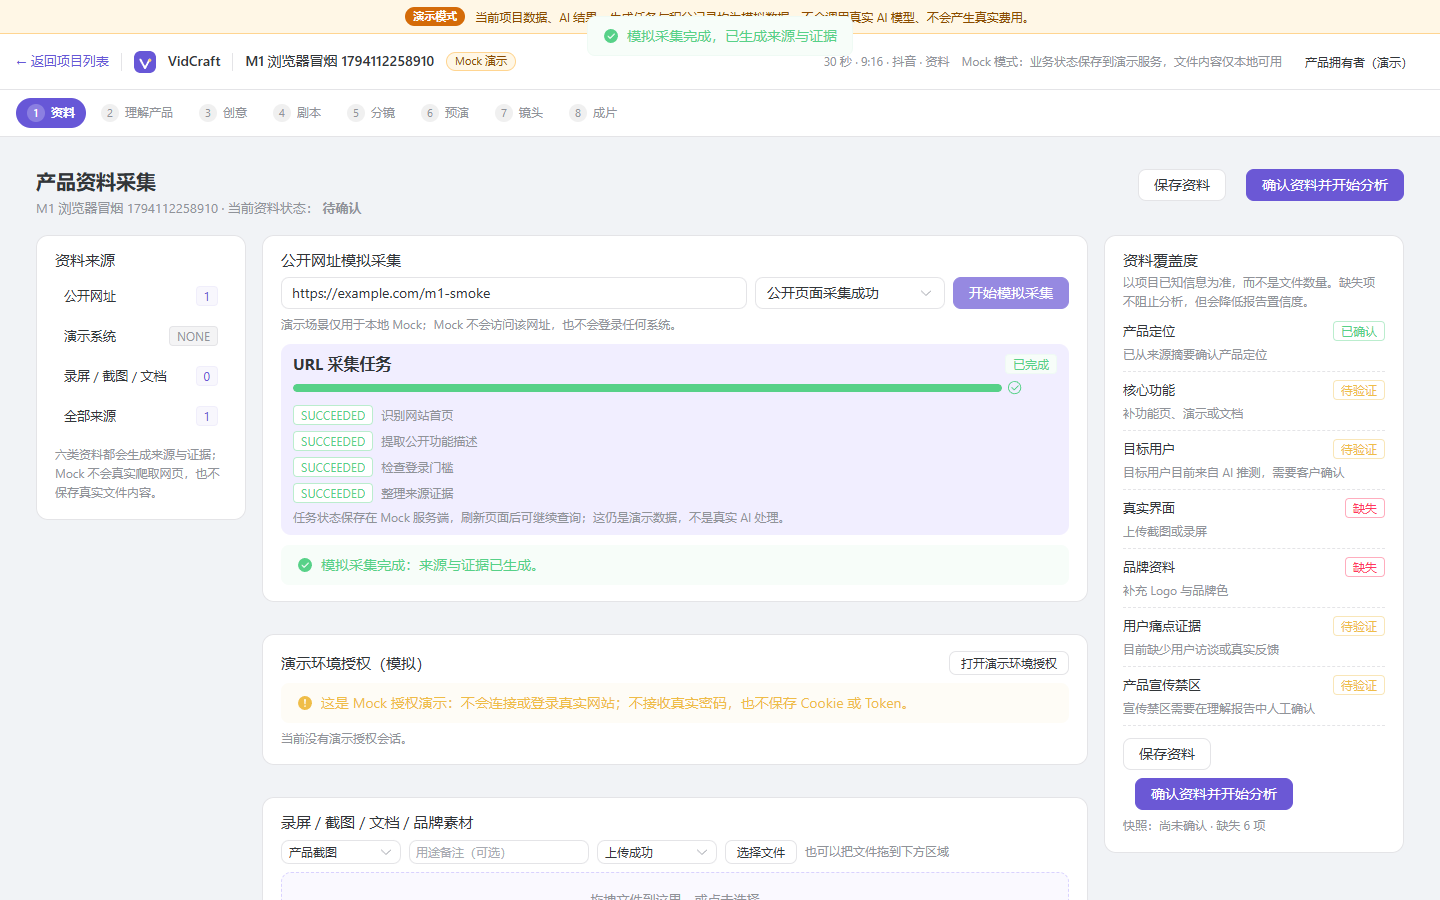 演示模式 当前项目数据、AI 结果、生成任务与积分记录均为模拟数据，不会调用真实 AI 模型、不会产生真实费用。
模拟采集完成，已生成来源与证据
← 返回项目列表 VidCraft M1 浏览器冒烟 1794112258910 Mock 演示 30 秒 · 9:16 · 抖音 · 资料 Mock 模式：业务状态保存到演示服务，文件内容仅本地可用 产品拥有者（演示）
1 资料 2 理解产品 3 创意 4 剧本 5 分镜 6 预演 7 镜头 8 成片
产品资料采集
M1 浏览器冒烟 1794112258910 · 当前资料状态： 待确认
保存资料 确认资料并开始分析
资料来源
公开网址 1
演示系统 NONE
录屏 / 截图 / 文档 0
全部来源 1
六类资料都会生成来源与证据；
Mock 不会真实爬取网页，也不
保存真实文件内容。
公开网址模拟采集
https://example.com/m1-smoke 公开页面采集成功 开始模拟采集
演示场景仅用于本地 Mock；Mock 不会访问该网址，也不会登录任何系统。
URL 采集任务 已完成
SUCCEEDED 识别网站首页
SUCCEEDED 提取公开功能描述
SUCCEEDED 检查登录门槛
SUCCEEDED 整理来源证据
任务状态保存在 Mock 服务端，刷新页面后可继续查询；这仍是演示数据，不是真实 AI 处理。
模拟采集完成：来源与证据已生成。
演示环境授权（模拟） 打开演示环境授权
这是 Mock 授权演示：不会连接或登录真实网站；不接收真实密码，也不保存 Cookie 或 Token。
当前没有演示授权会话。
录屏 / 截图 / 文档 / 品牌素材
产品截图 用途备注（可选） 上传成功 选择文件 也可以把文件拖到下方区域
资料覆盖度
以项目已知信息为准，而不是文件数量。缺失项
不阻止分析，但会降低报告置信度。
产品定位 已确认
已从来源摘要确认产品定位
核心功能 待验证
补功能页、演示或文档
目标用户 待验证
目标用户目前来自 AI 推测，需要客户确认
真实界面 缺失
上传截图或录屏
品牌资料 缺失
补充 Logo 与品牌色
用户痛点证据 待验证
目前缺少用户访谈或真实反馈
产品宣传禁区 待验证
宣传禁区需要在理解报告中人工确认
保存资料
确认资料并开始分析
快照：尚未确认 · 缺失 6 项